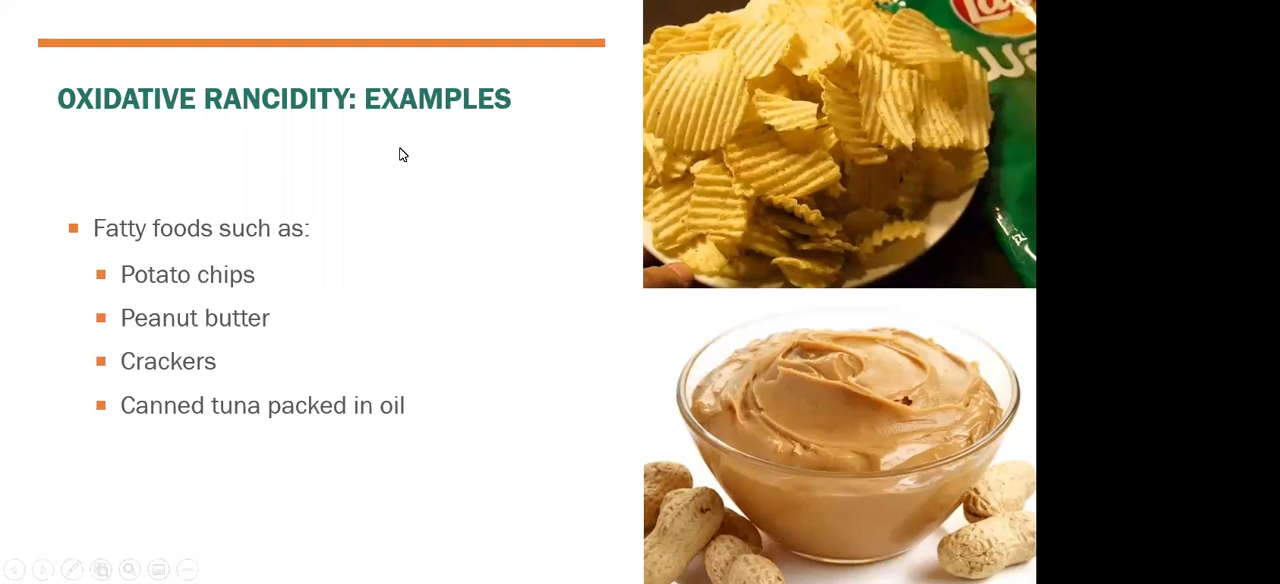 OXIDATIVE RANCIDITY: EXAMPLES
Fatty foods such as:
Potato chips
Peanut butter
Crackers
Canned tuna packed in oil